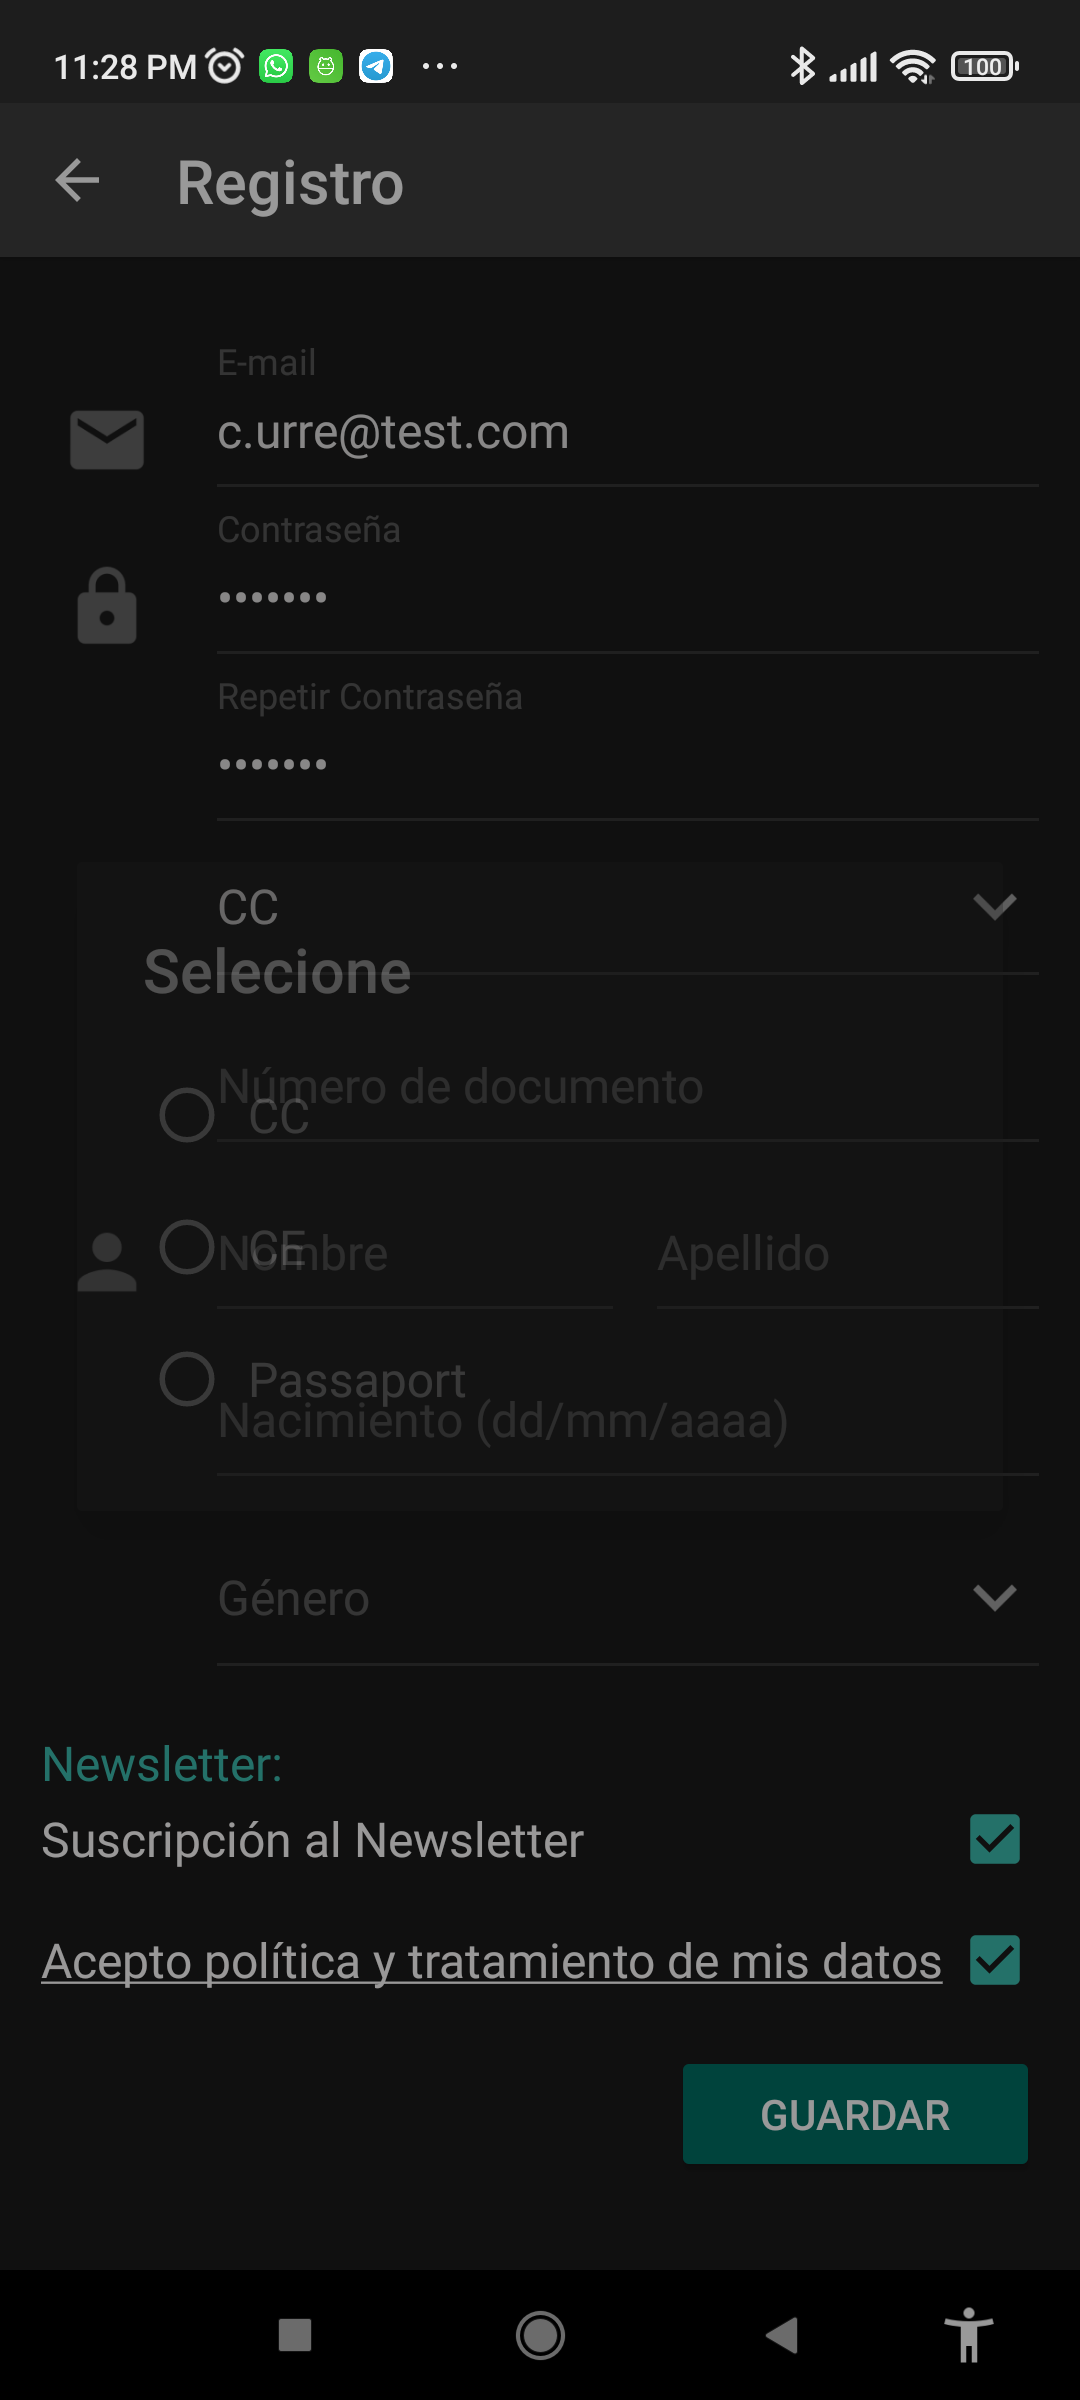 11:28 PM
100
Registro
E-mail
c.urre@test.com
Contraseña
•••••••
Repetir Contraseña
•••••••
CC
Selecione
Número de documento
CC
CE
Nombre
Apellido
Passaport
Nacimiento (dd/mm/aaaa)
Género
Newsletter:
Suscripción al Newsletter
Acepto política y tratamiento de mis datos
GUARDAR